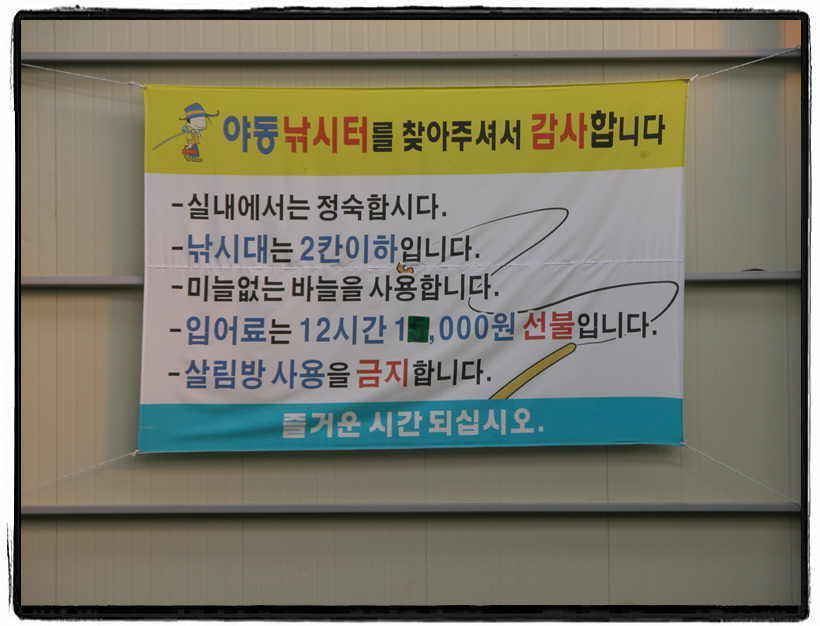 야동낚시터를 찾아주셔서 감사합니다
-실내에서는 정숙합시다.
-낚시대는 2칸이하입니다.
-미늘없는 바늘을 사용합니다.
-입어료는 12시간 선불입니다.
-살림방 사용을 금지합니다.
즐거운 시간 되십시오.